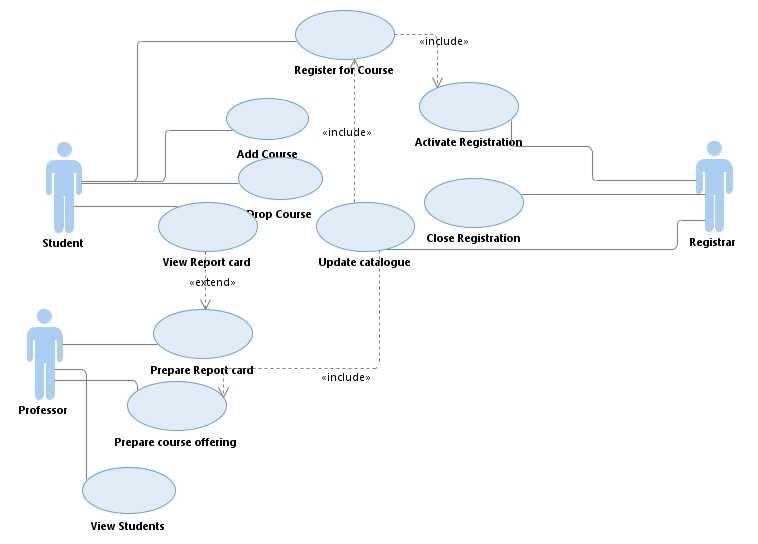 «include»
Register for Course
«include»
Activate Registration
Add Course
Drop Course
Student
Registrar
Close Registration
View Report card
Update catalogue
«extend»
Prepare Report card
«include»
Professor
Prepare course offering
View Students